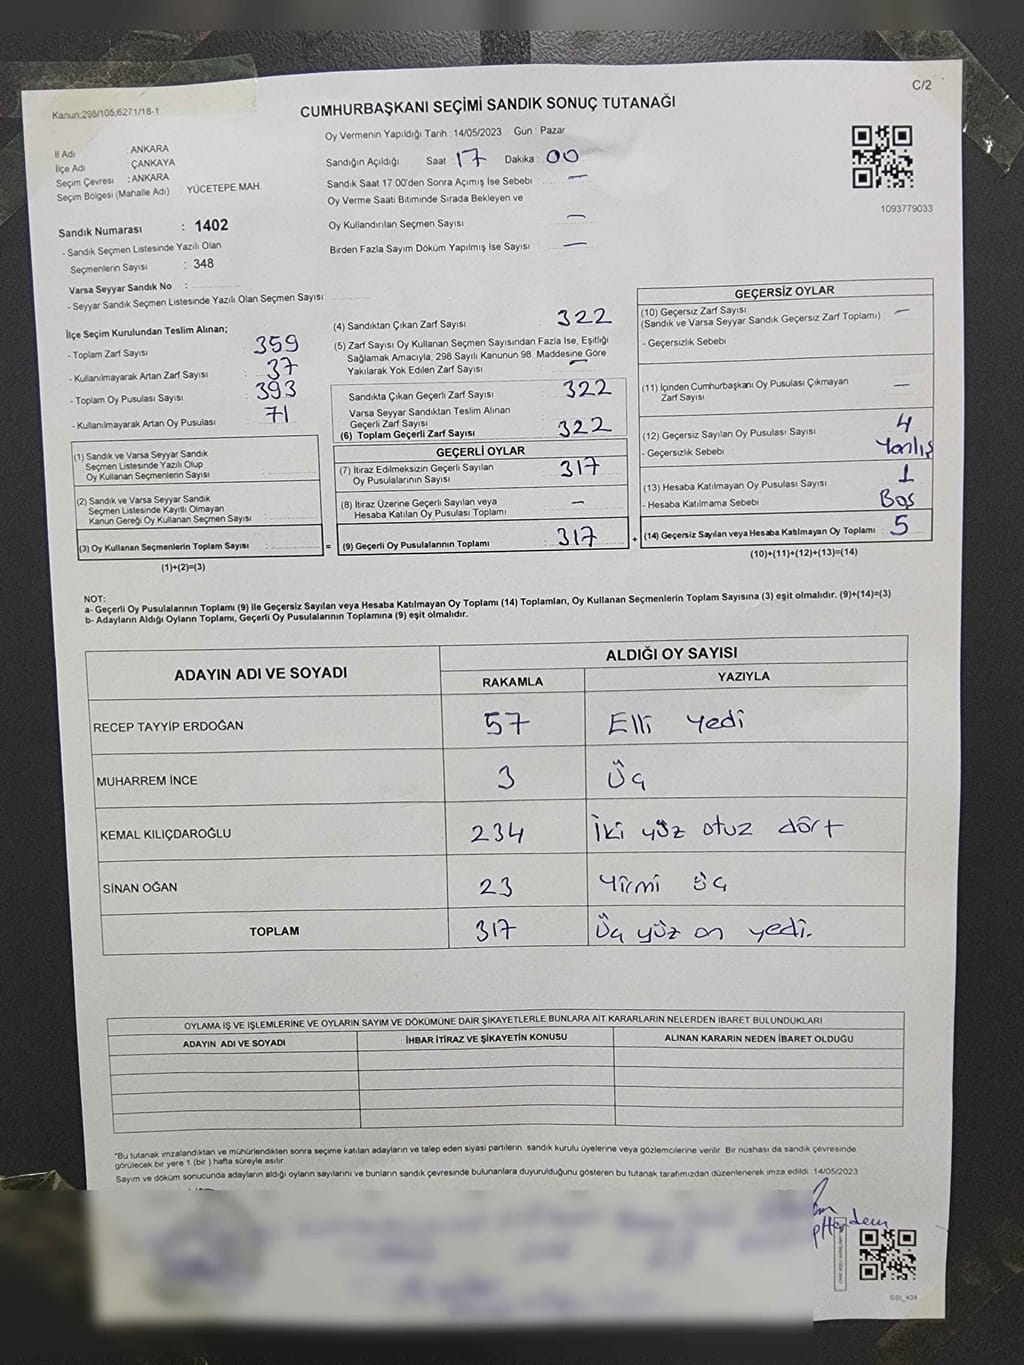 Kanun:298/105,6271/18-1
C/2
CUMHURBAŞKANI SEÇİMİ SANDIK SONUÇ TUTANAĞI
Oy Vermenin Yapıldığı Tarih : 14/05/2023 Gün : Pazar
İl Adı : ANKARA
İlçe Adı : ÇANKAYA
Seçim Çevresi : ANKARA
Seçim Bölgesi (Mahalle Adı) : YÜCETEPE MAH.
Sandık Numarası : 1402
- Sandık Seçmen Listesinde Yazılı Olan
Seçmenlerin Sayısı : 348
Varsa Seyyar Sandık No :
- Seyyar Sandık Seçmen Listesinde Yazılı Olan Seçmen Sayısı
Sandığın Açıldığı Saat : 17 Dakika : 00
Sandık Saat 17:00'den Sonra Açımış İse Sebebi : —
Oy Verme Saati Bitiminde Sırada Bekleyen ve
Oy Kullandırılan Seçmen Sayısı : —
Birden Fazla Sayım Döküm Yapılmış İse Sayısı : —
1093779033
İlçe Seçim Kurulundan Teslim Alınan;
- Toplam Zarf Sayısı : 359
- Kullanılmayarak Artan Zarf Sayısı : 37
- Toplam Oy Pusulası Sayısı : 393
- Kullanılmayarak Artan Oy Pusulası : 71
(1) Sandık ve Varsa Seyyar Sandık
Seçmen Listesinde Yazılı Olup
Oy Kullanan Seçmenlerin Sayısı :
(2) Sandık ve Varsa Seyyar Sandık
Seçmen Listesinde Kayıtlı Olmayan
Kanun Gereği Oy Kullanan Seçmen Sayısı :
(3) Oy Kullanan Seçmenlerin Toplam Sayısı : =
(1)+(2)=(3)
(4) Sandıktan Çıkan Zarf Sayısı : 322
(5) Zarf Sayısı Oy Kullanan Seçmen Sayısından Fazla İse, Eşitliği
Sağlamak Amacıyla, 298 Sayılı Kanunun 98. Maddesine Göre
Yakılarak Yok Edilen Zarf Sayısı : —
Sandıkta Çıkan Geçerli Zarf Sayısı : 322
Varsa Seyyar Sandıktan Teslim Alınan
Geçerli Zarf Sayısı :
(6) Toplam Geçerli Zarf Sayısı : 322
GEÇERLİ OYLAR
(7) İtiraz Edilmeksizin Geçerli Sayılan
Oy Pusulasının Sayısı : 317
(8) İtiraz Üzerine Geçerli Sayılan veya
Hesaba Katılan Oy Pusulası Toplamı : —
(9) Geçerli Oy Pusulalarının Toplamı : 317 +
GEÇERSİZ OYLAR
(10) Geçersiz Zarf Sayısı : —
(Sandık ve Varsa Seyyar Sandık Geçersiz Zarf Toplamı)
- Geçersizlik Sebebi
(11) İçinden Cumhurbaşkanı Oy Pusulası Çıkmayan
Zarf Sayısı : —
(12) Geçersiz Sayılan Oy Pusulası Sayısı : 4
- Geçersizlik Sebebi : Yanlış
(13) Hesaba Katılmayan Oy Pusulası Sayısı : 1
- Hesaba Katılmama Sebebi : Boş
(14) Geçersiz Sayılan veya Hesaba Katılmayan Oy Toplamı : 5
(10)+(11)+(12)+(13)=(14)
NOT:
a- Geçerli Oy Pusulalarının Toplamı (9) ile Geçersiz Sayılan veya Hesaba Katılmayan Oy Toplamı (14) Toplamları, Oy Kullanan Seçmenlerin Toplam Sayısına (3) eşit olmalıdır. (9)+(14)=(3)
b- Adayların Aldığı Oyların Toplamı, Geçerli Oy Pusulalarının Toplamına (9) eşit olmalıdır.
ADAYIN ADI VE SOYADI ALDIĞI OY SAYISI
RAKAMLA YAZIYLA
RECEP TAYYİP ERDOĞAN 57 Elli yedi
MUHARREM İNCE 3 Üç
KEMAL KILIÇDAROĞLU 234 İki yüz otuz dört
SİNAN OĞAN 23 Yirmi üç
TOPLAM 317 Üç yüz on yedi.
OYLAMA İŞ VE İŞLEMLERİNE VE OYLARIN SAYIM VE DÖKÜMÜNE DAİR ŞİKAYETLERLE BUNLARA AİT KARARLARIN NELERDEN İBARET BULUNDUKLARI
ADAYIN ADI VE SOYADI İHBAR İTİRAZ VE ŞİKAYETİN KONUSU ALINAN KARARIN NEDEN İBARET OLDUĞU
*Bu tutanak imzalandıktan ve mühürlendikten sonra seçime katılan adayların ve talep eden siyasi partilerin sandık kurulu üyelerine veya gözlemcilerine verilir. Bir nüshası da sandık çevresinde
görülecek bir yere 1 (bir) hafta süreyle asılır.
Sayım ve döküm sonucunda adayların aldığı oyların sayılarını ve bunların sandık çevresinde bulunanlara duyurulduğunu gösteren bu tutanak tarafımızdan düzenlenerek imza edildi. 14/05/2023